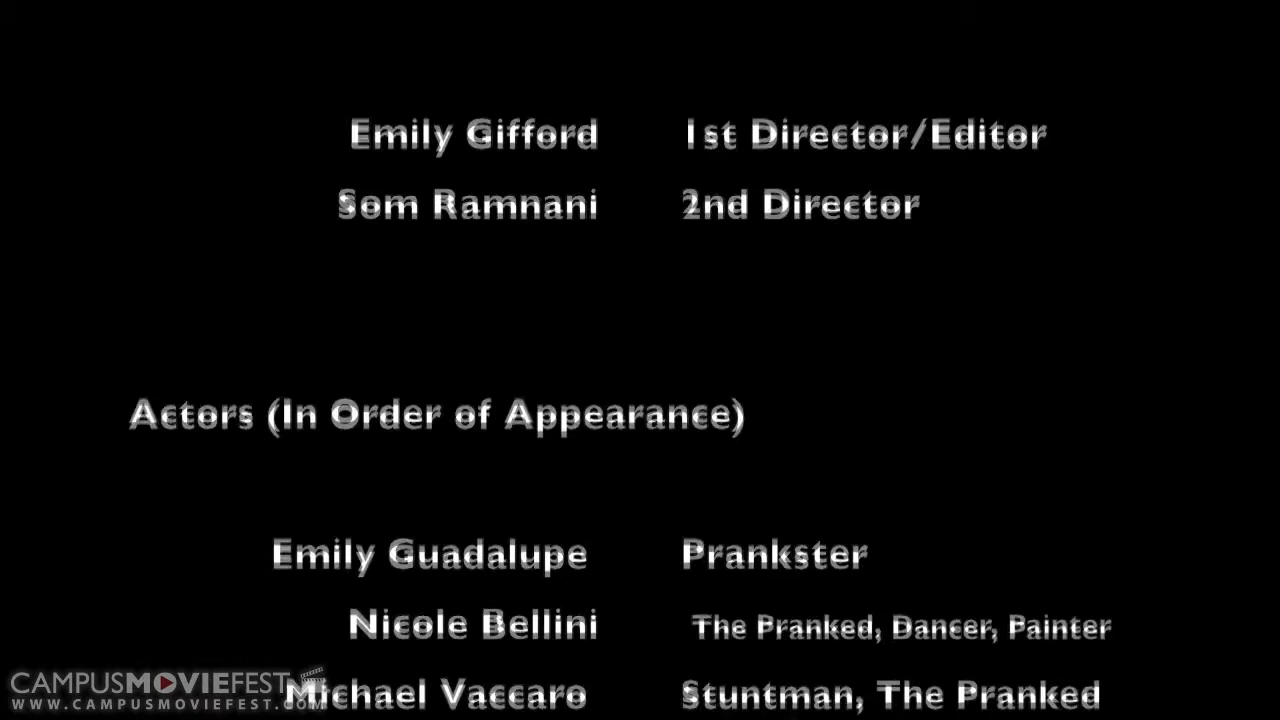 Emily Gifford 1st Director/Editor
Som Ramnani 2nd Director
Actors (In Order of Appearance)
Emily Guadalupe Prankster
Nicole Bellini The Pranked, Dancer, Painter
Michael Vaccaro Stuntman, The Pranked
CAMPUSMOVIEFEST
WWW.CAMPUSMOVIEFEST.COM